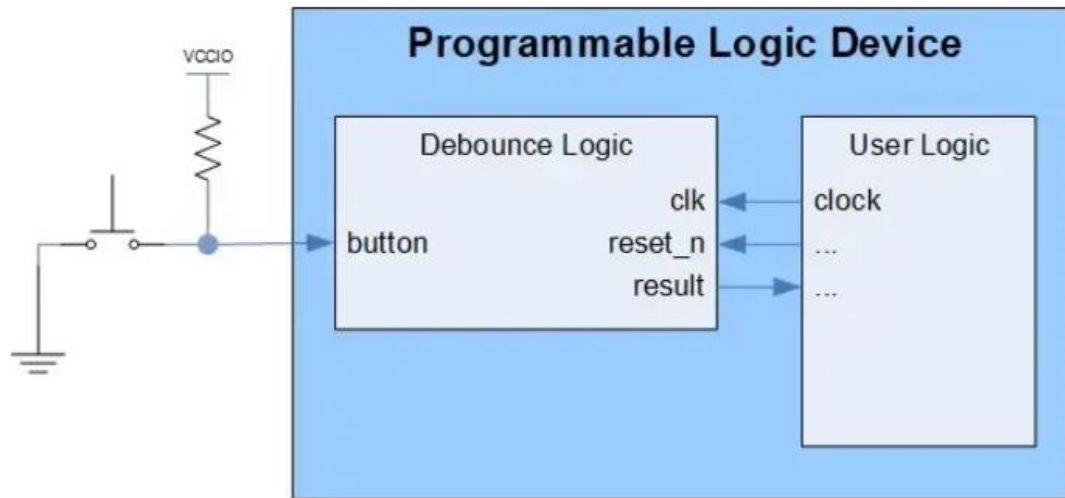 Programmable Logic Device
VCCIO
Debounce Logic
User Logic
clk
clock
button
reset_n
...
result
...